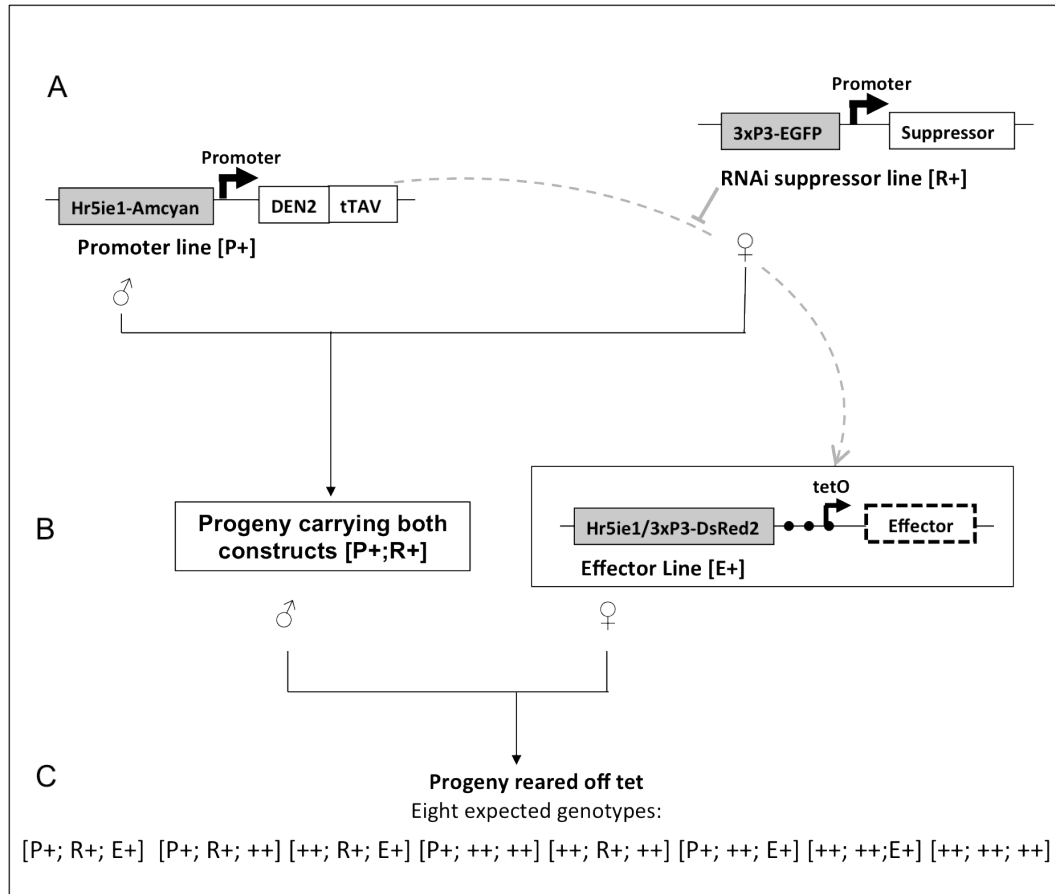 A
Promoter
3xP3-EGFP
Suppressor
RNAi suppressor line [R+]
Promoter
Hr5ie1-Amcyan
DEN2
tTAV
Promoter line [P+]
♂
♀
B
Progeny carrying both
constructs [P+;R+]
tetO
Hr5ie1/3xP3-DsRed2
Effector
Effector Line [E+]
♂
♀
C
Progeny reared off tet
Eight expected genotypes:
[P+; R+; E+] [P+; R+; ++] [++; R+; E+] [P+; ++; ++] [++; R+; ++] [P+; ++; E+] [++; ++;E+] [++; ++; ++]